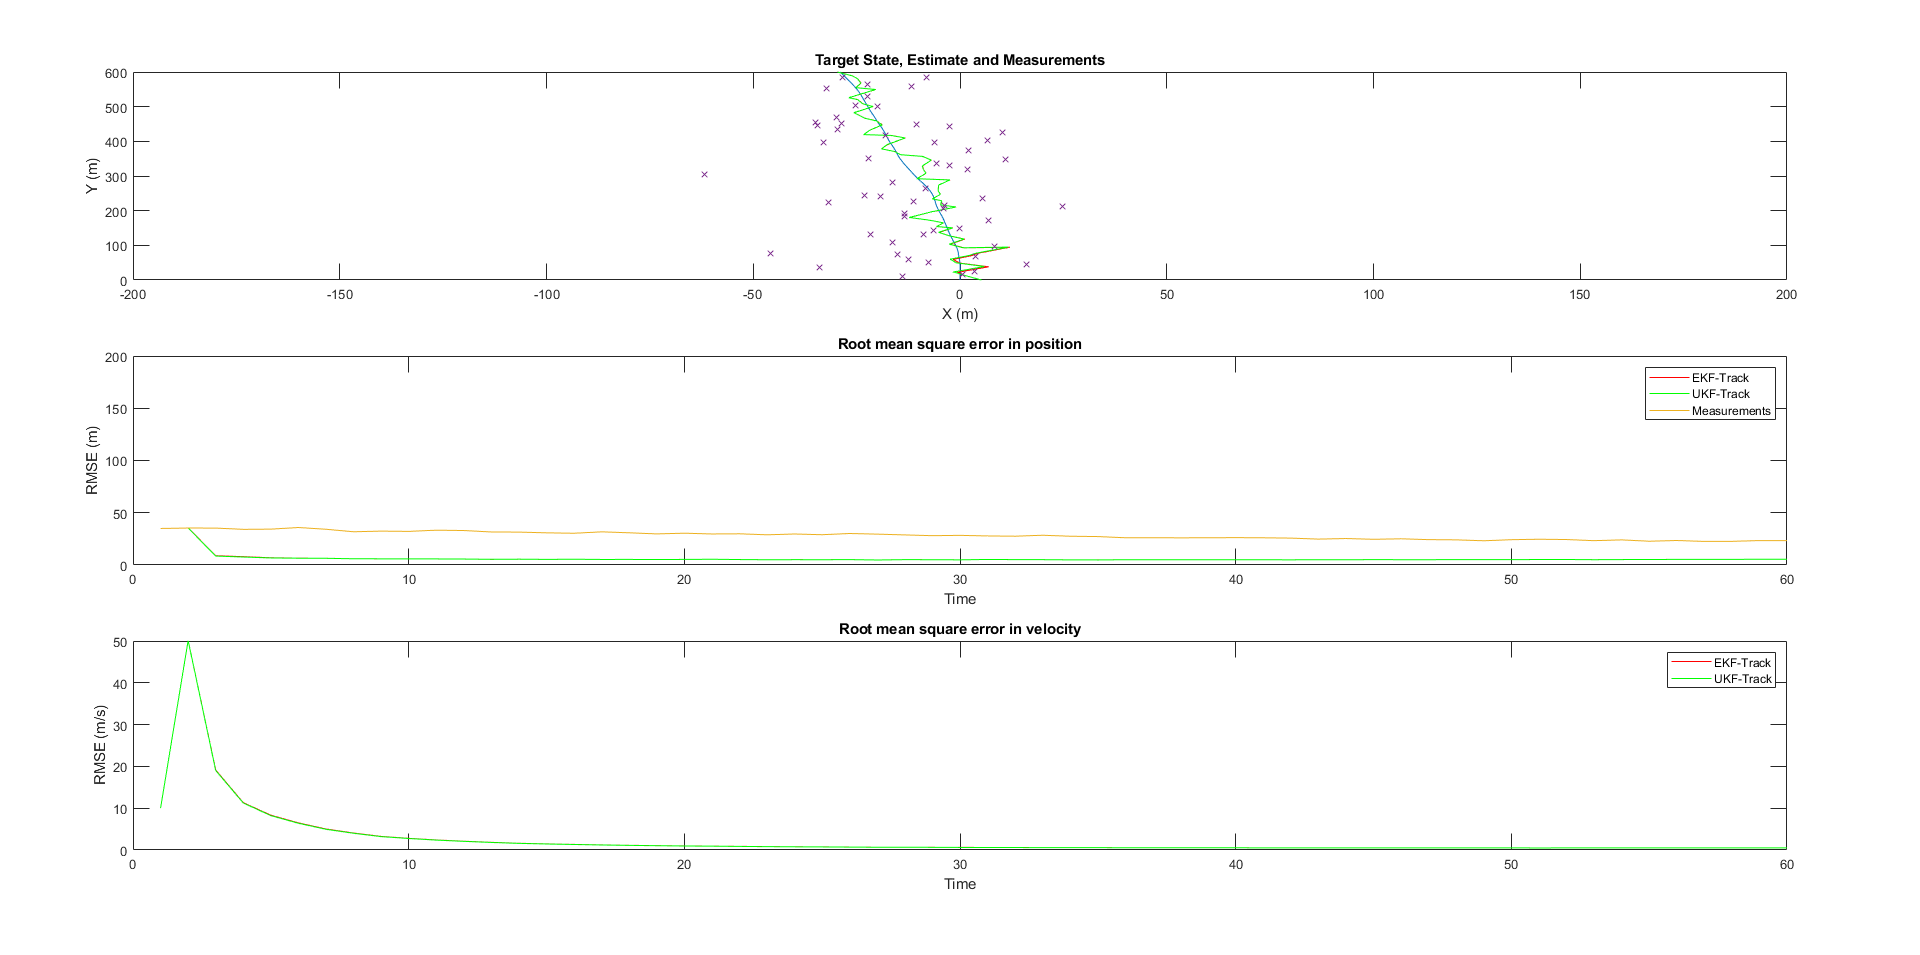 Target State, Estimate and Measurements
600
500
400
300
200
100
0
Y (m)
-200 -150 -100 -50 0 50 100 150 200
X (m)
Root mean square error in position
200
150
100
50
0
RMSE (m)
EKF-Track
UKF-Track
Measurements
0 10 20 30 40 50 60
Time
Root mean square error in velocity
50
40
30
20
10
0
RMSE (m/s)
EKF-Track
UKF-Track
0 10 20 30 40 50 60
Time